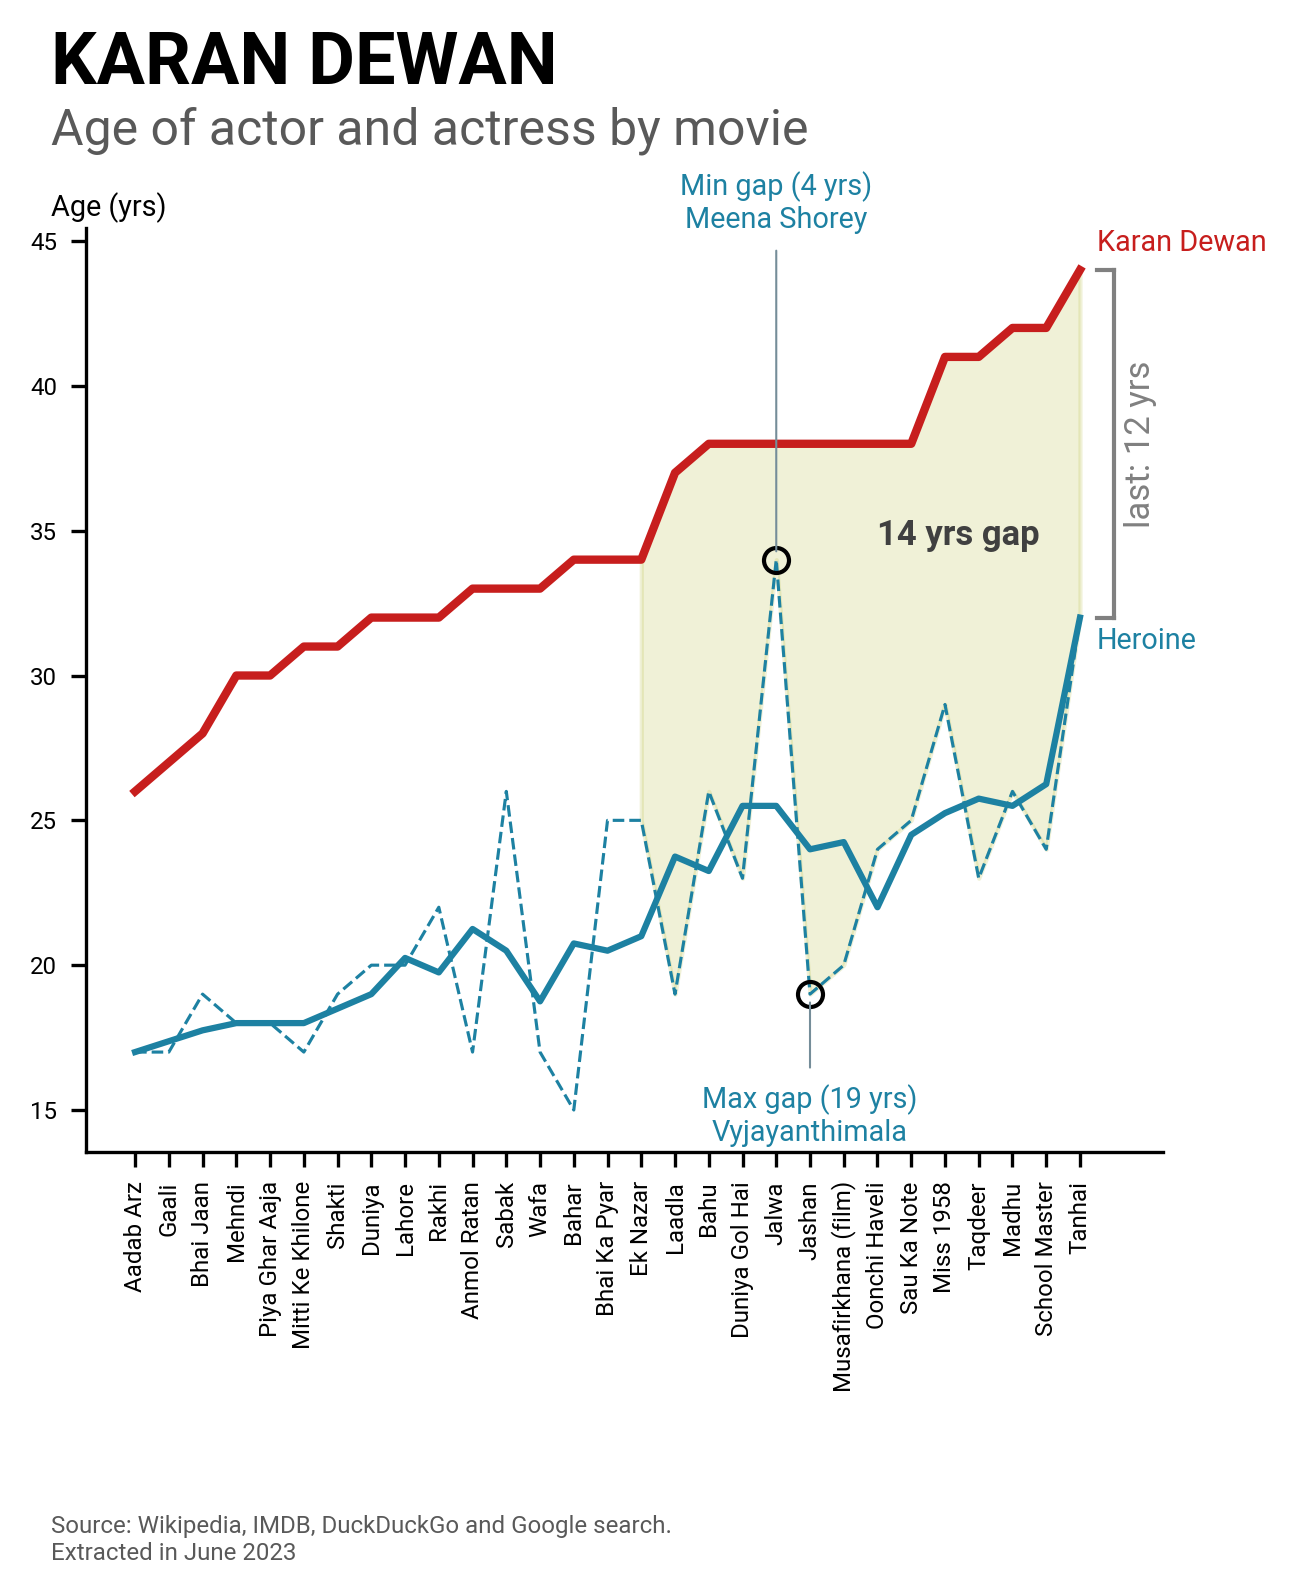 KARAN DEWAN
Age of actor and actress by movie
Min gap (4 yrs)
Meena Shorey
Age (yrs)
45
40
35
30
25
20
15
Karan Dewan
last: 12 yrs
14 yrs gap
Heroine
Max gap (19 yrs)
Vyjayanthimala
Aadab Arz
Gaali
Bhai Jaan
Mehndi
Piya Ghar Aaja
Mitti Ke Khilone
Shakti
Duniya
Lahore
Rakhi
Anmol Ratan
Sabak
Wafa
Bahar
Bhai Ka Pyar
Ek Nazar
Laadla
Bahu
Duniya Gol Hai
Jalwa
Jashan
Musafirkhana (film)
Oonchi Haveli
Sau Ka Note
Miss 1958
Taqdeer
Madhu
School Master
Tanhai
Source: Wikipedia, IMDB, DuckDuckGo and Google search.
Extracted in June 2023